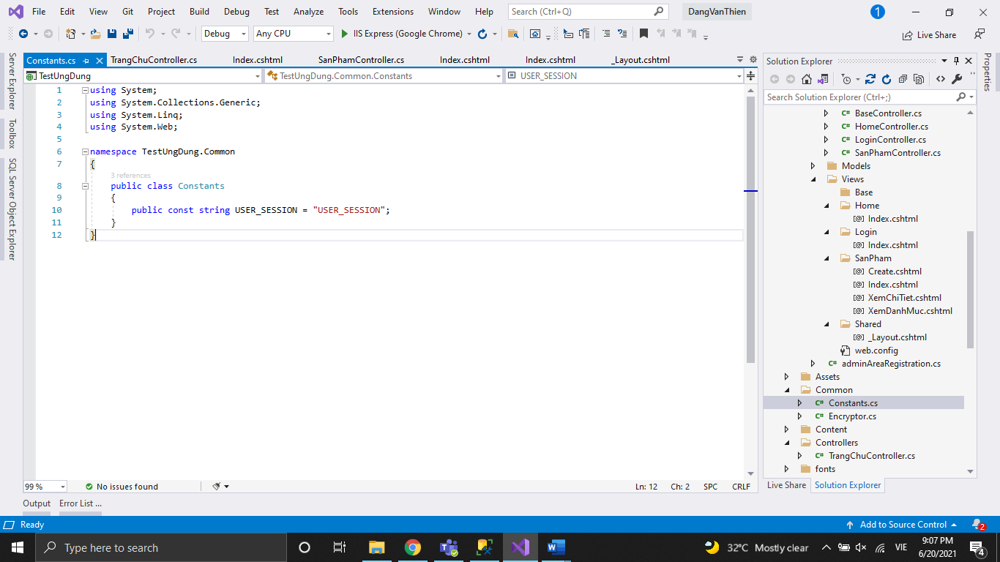 File Edit View Git Project Build Debug Test Analyze Tools Extensions Window Help Search (Ctrl+Q) DangVanThien 1
Debug Any CPU IIS Express (Google Chrome) Live Share
Server Explorer
Toolbox
SQL Server Object Explorer
Constants.cs TrangChuController.cs Index.cshtml SanPhamController.cs Index.cshtml Index.cshtml _Layout.cshtml
TestUngDung TestUngDung.Common.Constants USER_SESSION
1 using System;
2 using System.Collections.Generic;
3 using System.Linq;
4 using System.Web;
5
6 namespace TestUngDung.Common
7 {
3 references
8 public class Constants
9 {
10 public const string USER_SESSION = "USER_SESSION";
11 }
12 }
99 % No issues found Ln: 12 Ch: 2 SPC CRLF
Output Error List ...
Solution Explorer
Search Solution Explorer (Ctrl+;)
C# BaseController.cs
C# HomeController.cs
C# LoginController.cs
C# SanPhamController.cs
Models
Views
Base
Home
[@] Index.cshtml
Login
[@] Index.cshtml
SanPham
[@] Create.cshtml
[@] Index.cshtml
[@] XemChiTiet.cshtml
[@] XemDanhMuc.cshtml
Shared
[@] _Layout.cshtml
web.config
C# adminAreaRegistration.cs
Assets
Common
C# Constants.cs
C# Encryptor.cs
Content
Controllers
C# TrangChuController.cs
fonts
Live Share Solution Explorer
Properties
Ready Add to Source Control 2
Type here to search 32°C Mostly clear VIE 9:07 PM 6/20/2021 4